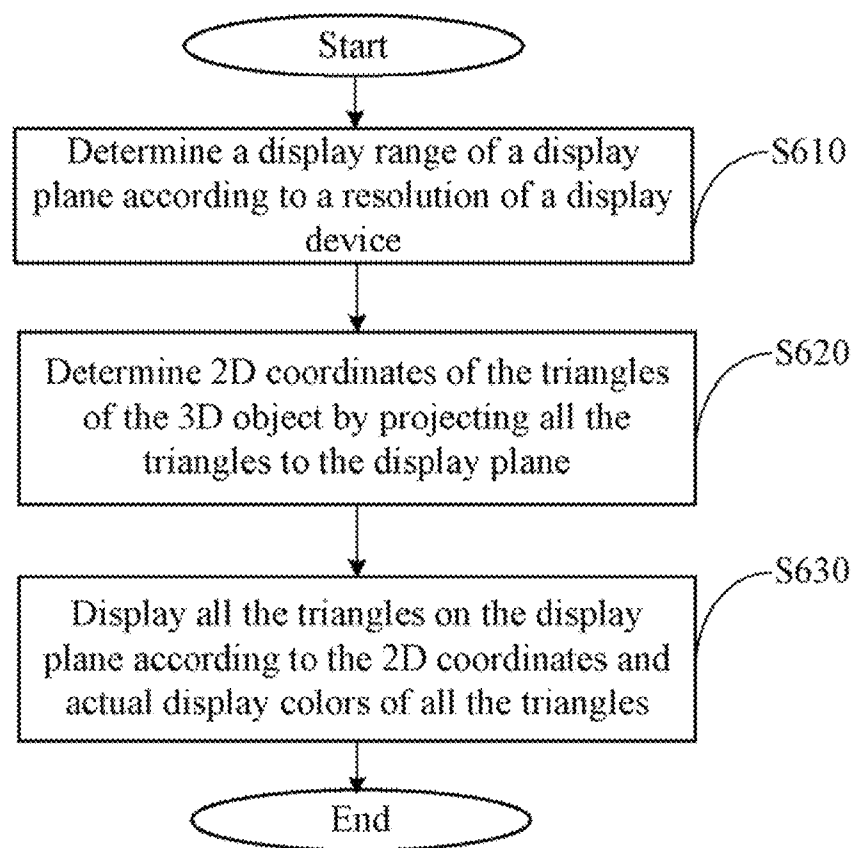 Start
Determine a display range of a display
plane according to a resolution of a display
device
S610
Determine 2D coordinates of the triangles
of the 3D object by projecting all the
triangles to the display plane
S620
Display all the triangles on the display
plane according to the 2D coordinates and
actual display colors of all the triangles
S630
End